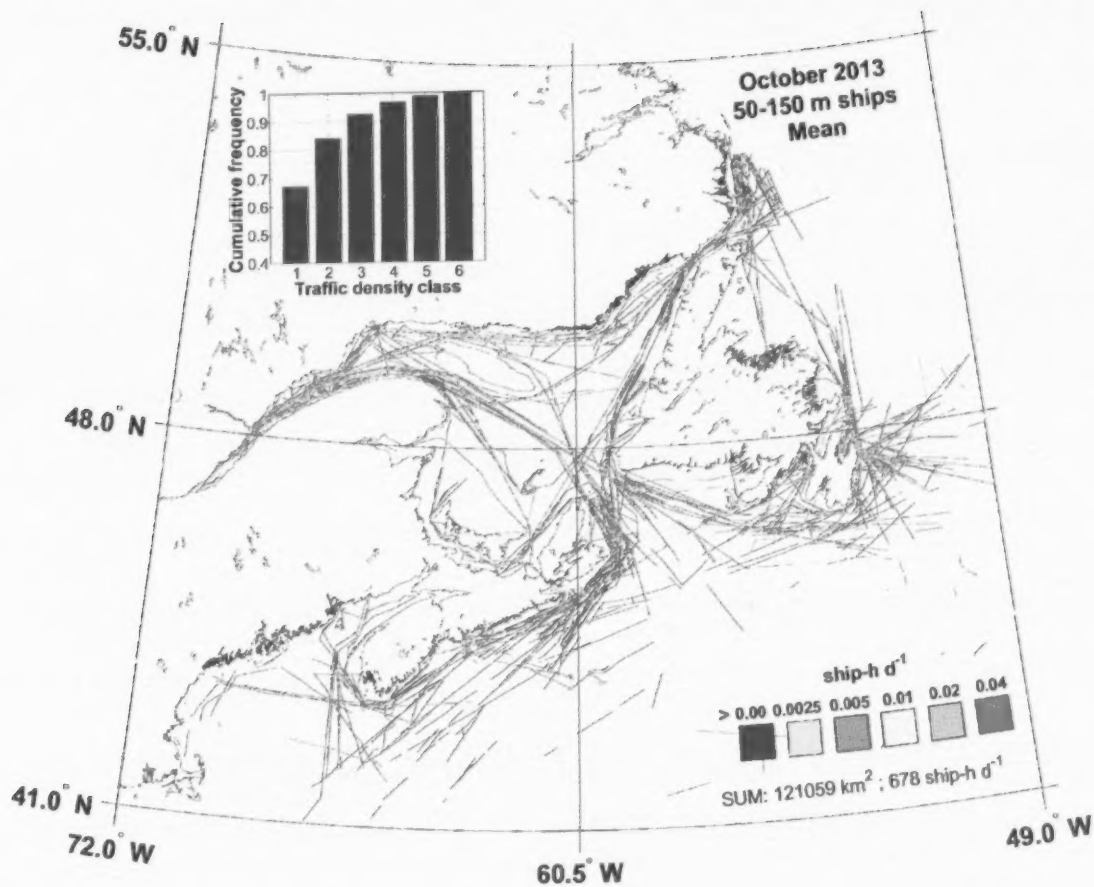 55.0° N
October 2013
50-150 m ships
Mean
Cumulative frequency
1
0.9
0.8
0.7
0.6
0.5
0.4
1 2 3 4 5 6
Traffic density class
48.0° N
ship-h d⁻¹
> 0.00 0.0025 0.005 0.01 0.02 0.04
SUM: 121059 km² ; 678 ship-h d⁻¹
41.0° N
72.0° W
60.5° W
49.0° W